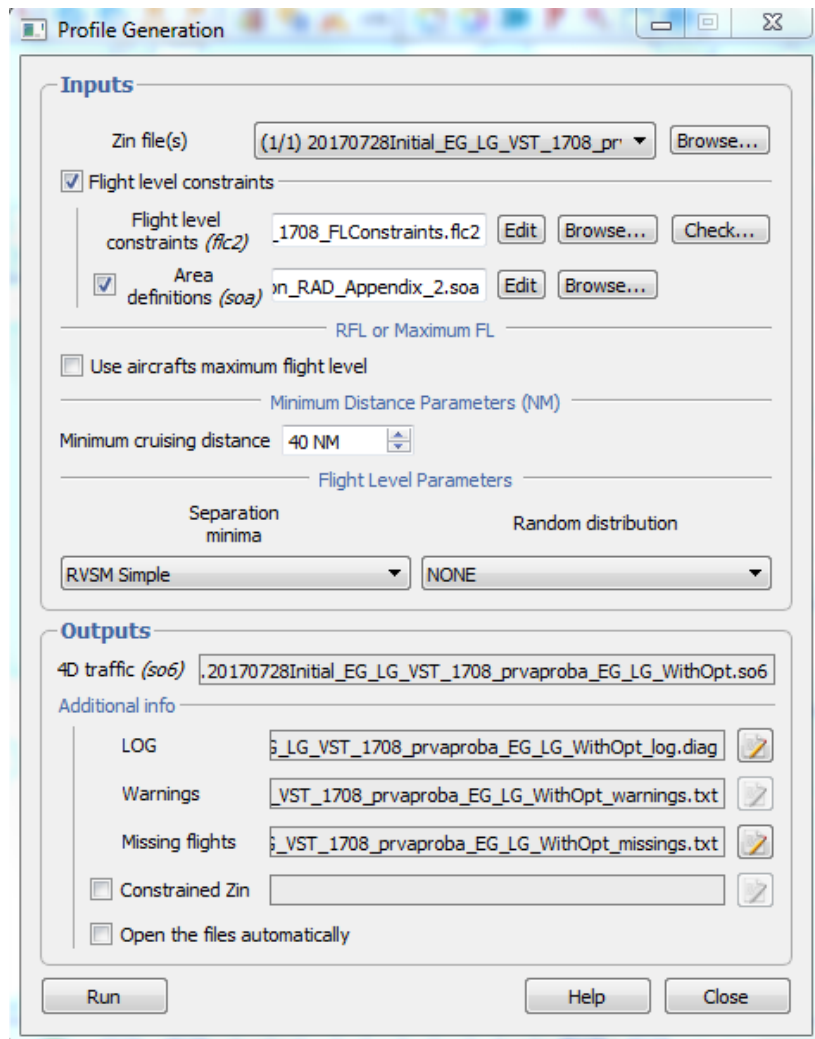 Profile Generation
Inputs
Zin file(s) (1/1) 20170728Initial_EG_LG_VST_1708_pr Browse...
Flight level constraints
Flight level
constraints (flc2) _1708_FLConstraints.flc2 Edit Browse... Check...
Area
definitions (soa) on_RAD_Appendix_2.soa Edit Browse...
RFL or Maximum FL
Use aircrafts maximum flight level
Minimum Distance Parameters (NM)
Minimum cruising distance 40 NM
Flight Level Parameters
Separation
minima
Random distribution
RVSM Simple NONE
Outputs
4D traffic (so6) .20170728Initial_EG_LG_VST_1708_prvaproba_EG_LG_WithOpt.so6
Additional info
LOG G_LG_VST_1708_prvaproba_EG_LG_WithOpt_log.diag
Warnings _VST_1708_prvaproba_EG_LG_WithOpt_warnings.txt
Missing flights G_VST_1708_prvaproba_EG_LG_WithOpt_missings.txt
Constrained Zin
Open the files automatically
Run Help Close